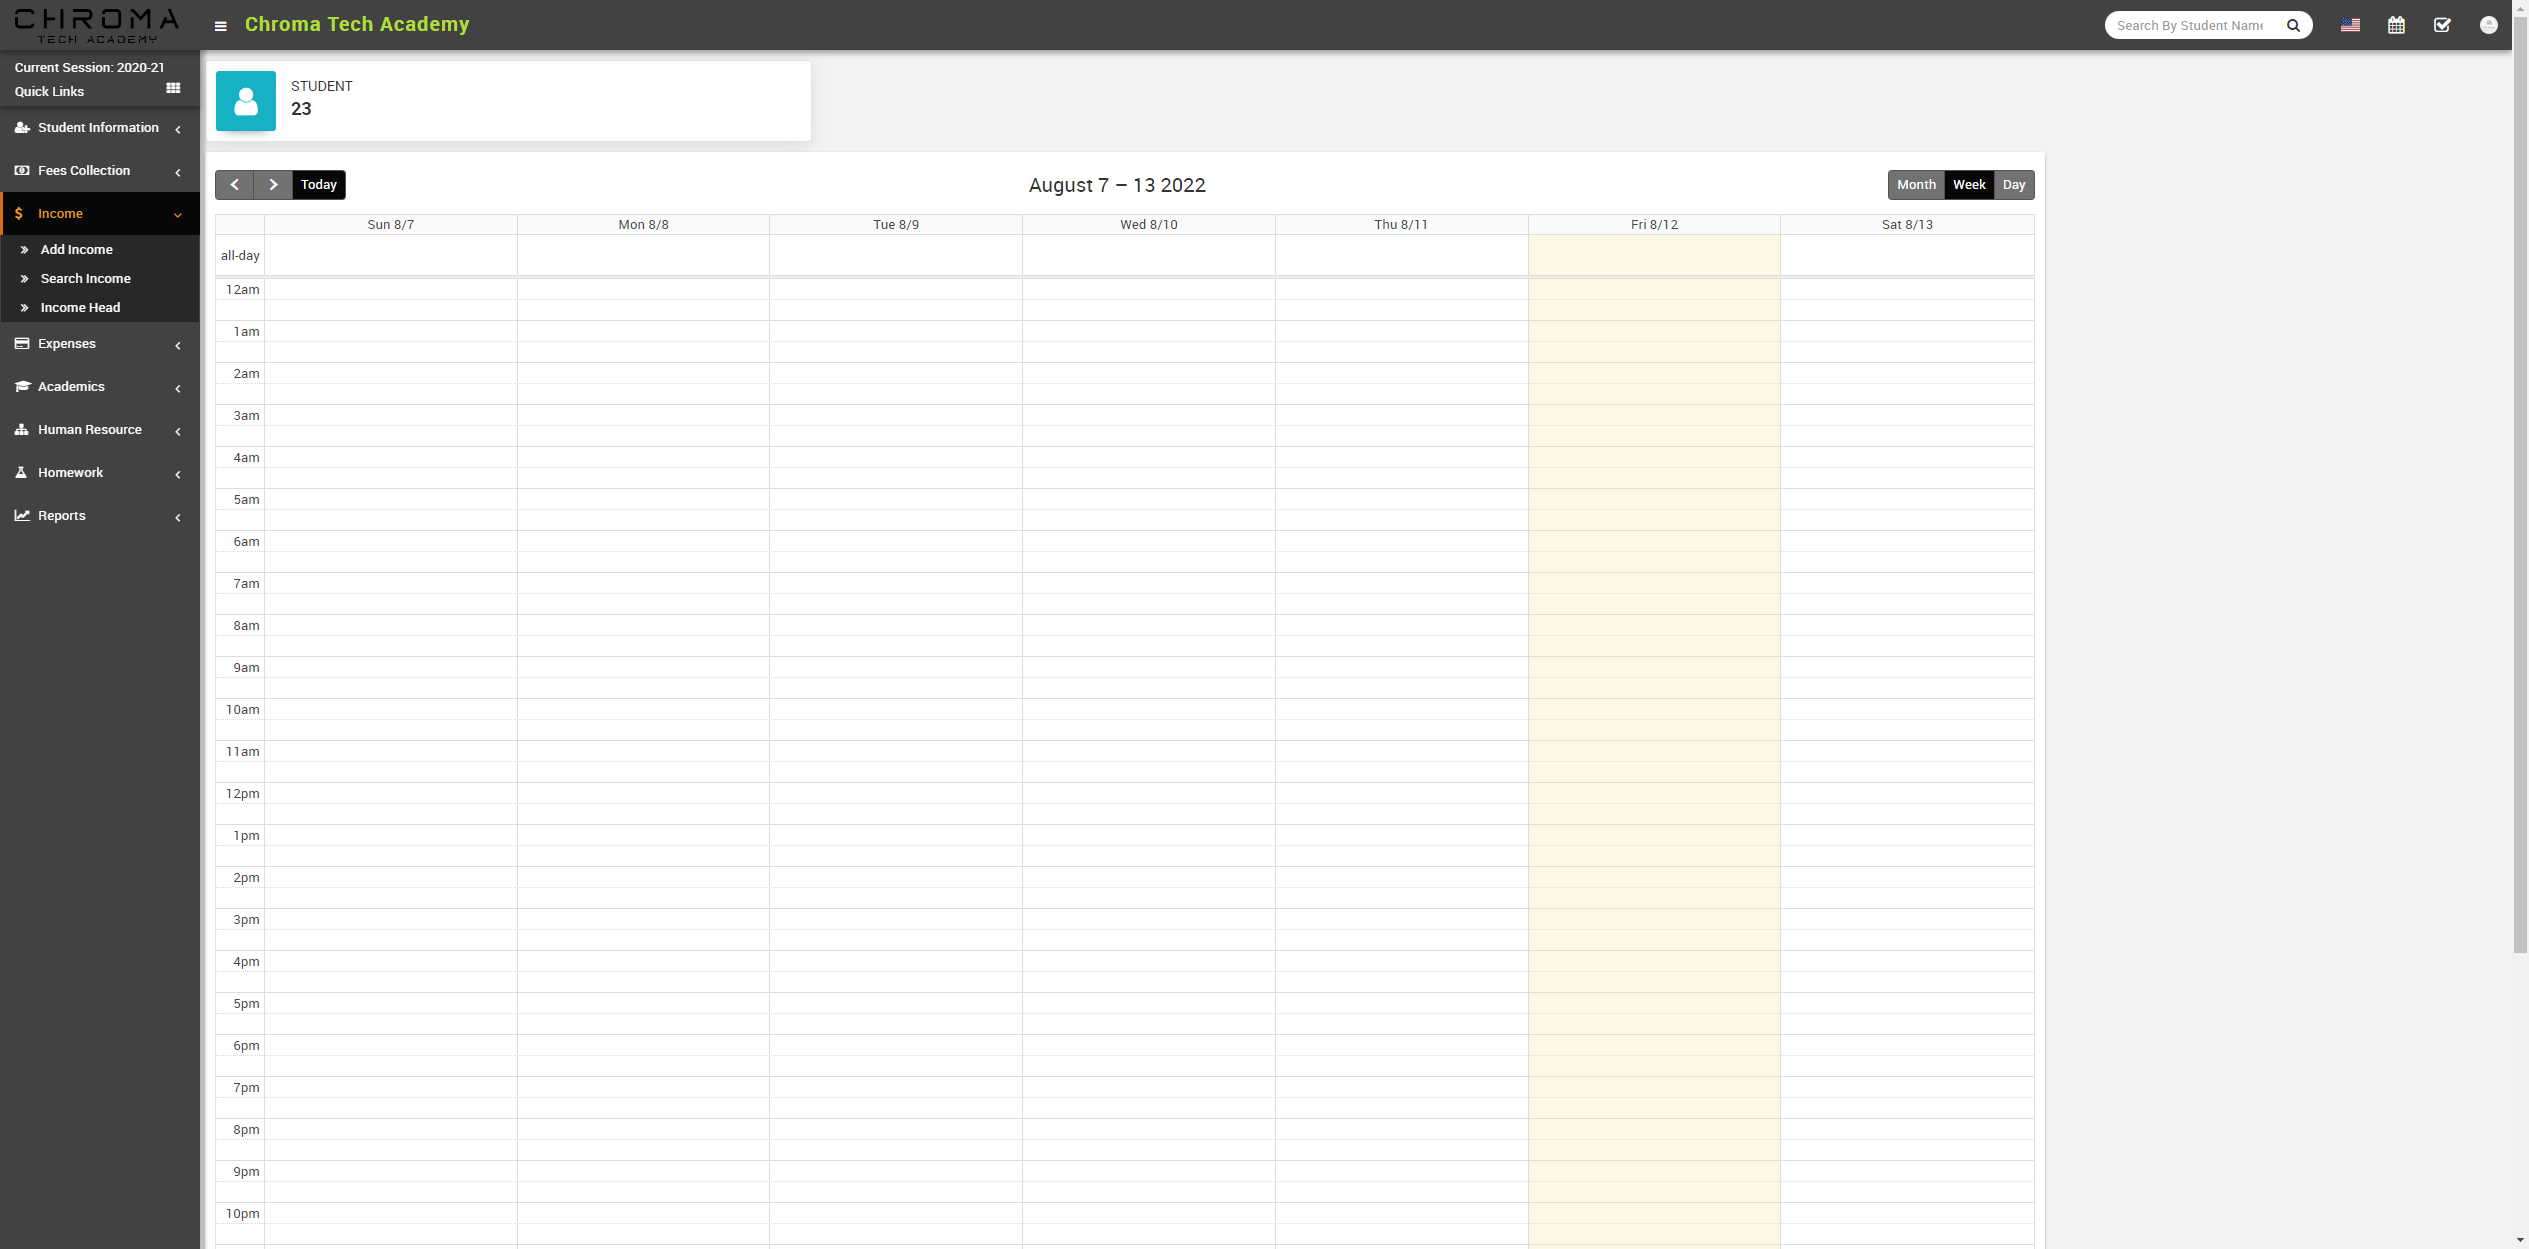 CHROMA
TECH ACADEMY
Chroma Tech Academy
Search By Student Name
Current Session: 2020-21
Quick Links
Student Information
Fees Collection
Income
Add Income
Search Income
Income Head
Expenses
Academics
Human Resource
Homework
Reports
STUDENT
23
Today
August 7 – 13 2022
Month Week Day
Sun 8/7 Mon 8/8 Tue 8/9 Wed 8/10 Thu 8/11 Fri 8/12 Sat 8/13
all-day
12am
1am
2am
3am
4am
5am
6am
7am
8am
9am
10am
11am
12pm
1pm
2pm
3pm
4pm
5pm
6pm
7pm
8pm
9pm
10pm